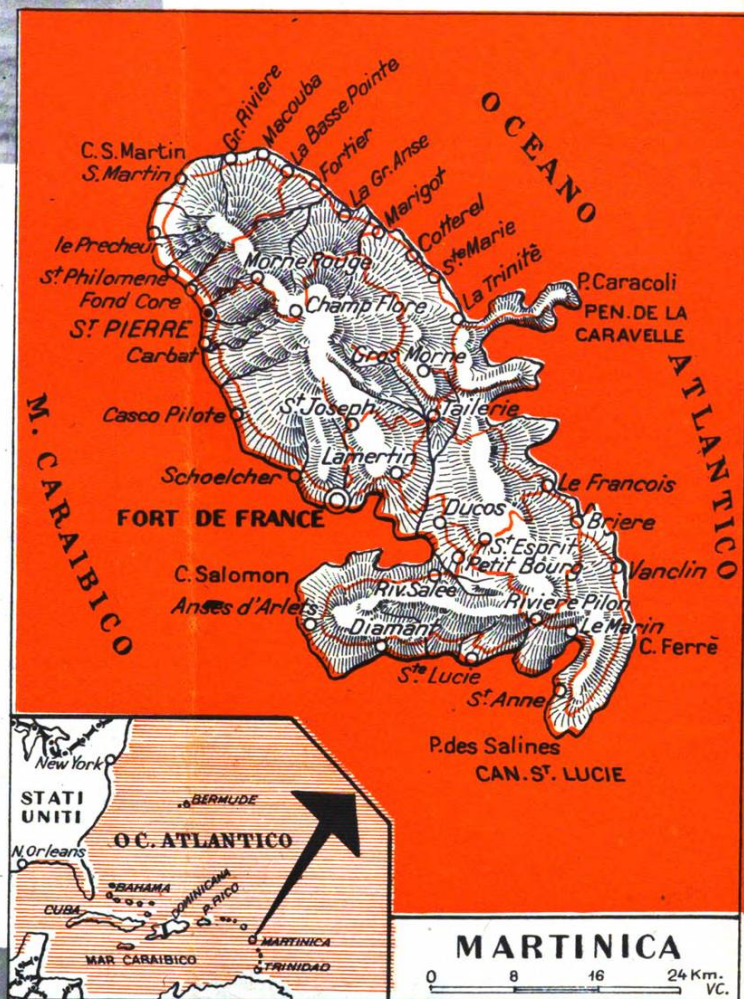 OCEANO
ATLANTICO
M. CARAIBICO
Gr. Riviere
Macouba
La Basse Pointe
Fortier
La Gr. Anse
Marigot
Cotterel
Ste Marie
La Trinitè
C. S. Martin
S. Martin
le Precheur
St Philomene
Fond Core
ST PIERRE
Carbat
Morne Rouge
Champ Flore
P. Caracoli
PEN. DE LA
CARAVELLE
Gros Morne
Casco Pilote
St Joseph
Tailerie
Lamertin
Schoelcher
FORT DE FRANCE
Le Francois
Ducos
Briere
St Esprit
Petit Bourg
Vanclin
C. Salomon
Riv. Salee
Anses d'Arlets
Riviere Pilon
Diamant
Le Marin
C. Ferrè
Ste Lucie
St Anne
P. des Salines
CAN. ST. LUCIE
New York
STATI
UNITI
BERMUDE
OC. ATLANTICO
N. Orleans
BAHAMA
DOMINICANA
P. RICO
CUBA
MARTINICA
MAR CARAIBICO
TRINIDAD
MARTINICA
0 8 16 24 Km.
VC.